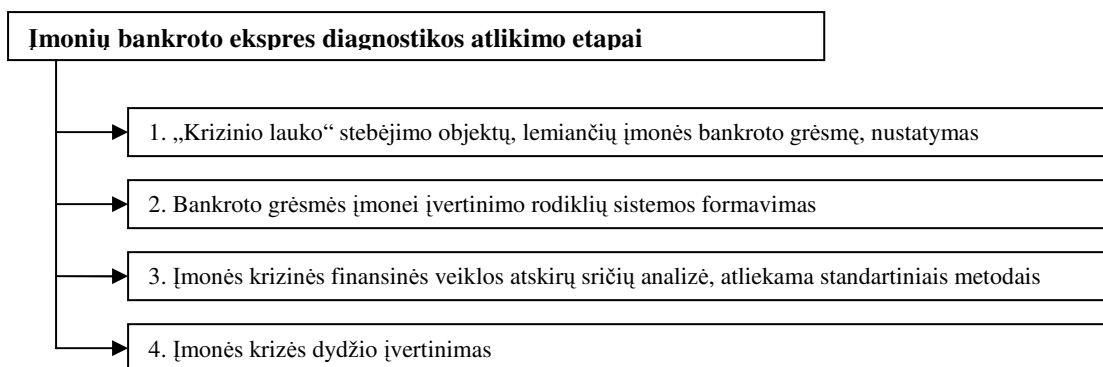 Įmonių bankroto ekspres diagnostikos atlikimo etapai
1. „Krizinio lauko“ stebėjimo objektų, lemiančių įmonės bankroto grėsmę, nustatymas
2. Bankroto grėsmės įmonei įvertinimo rodiklių sistemos formavimas
3. Įmonės krizinės finansinės veiklos atskirų sričių analizė, atliekama standartiniais metodais
4. Įmonės krizės dydžio įvertinimas